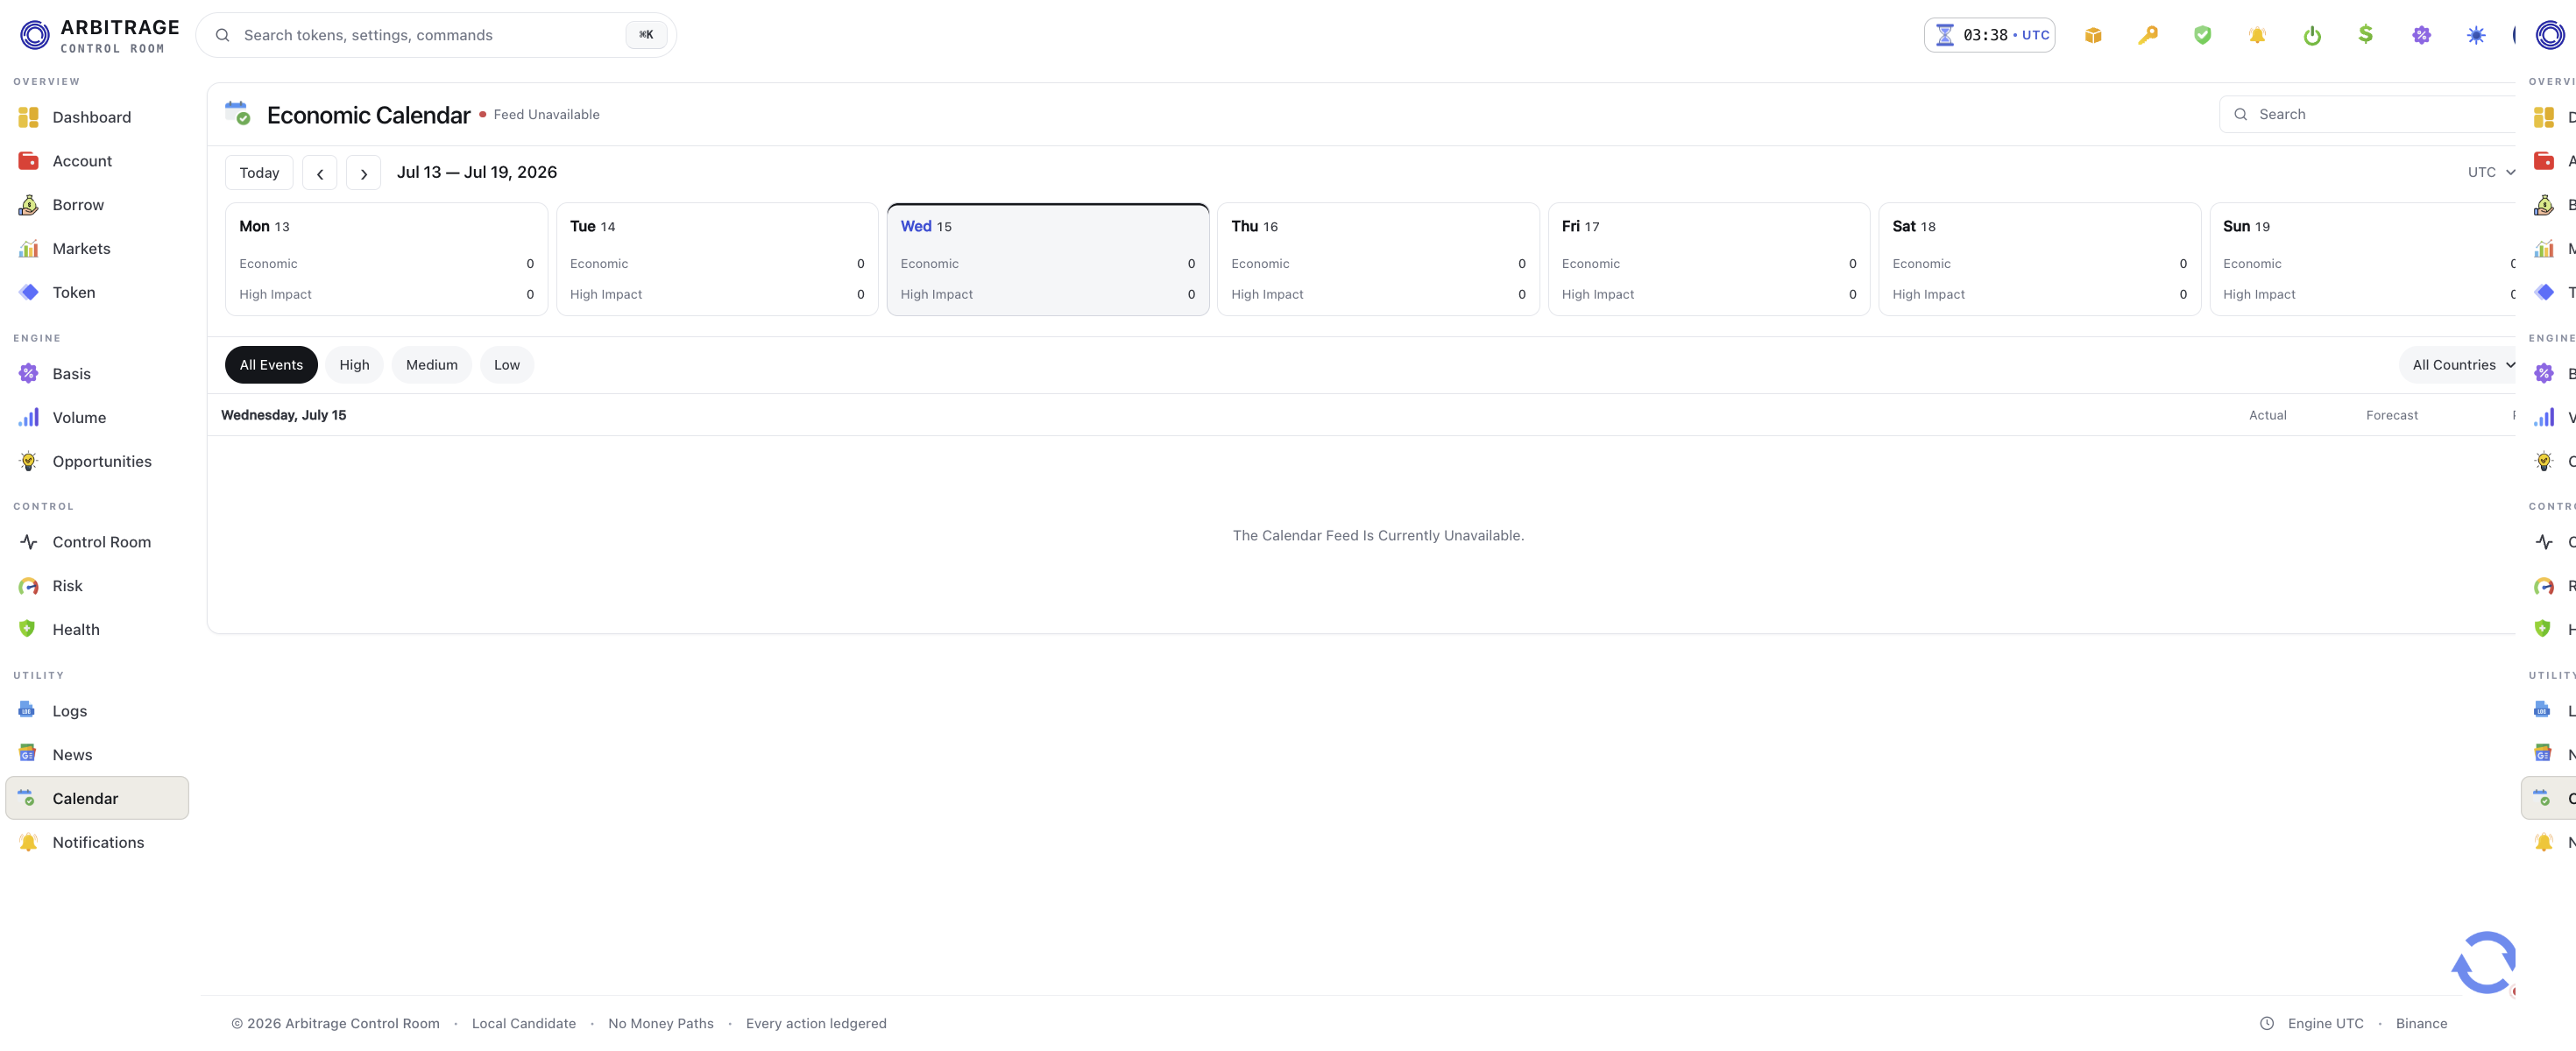 ARBITRAGE
CONTROL ROOM
Search tokens, settings, commands
⌘K
03:38 • UTC
OVERVIEW
Dashboard
Account
Borrow
Markets
Token
ENGINE
Basis
Volume
Opportunities
CONTROL
Control Room
Risk
Health
UTILITY
Logs
News
Calendar
Notifications
Economic Calendar
Feed Unavailable
Search
Today
Jul 13 — Jul 19, 2026
UTC
Mon 13
Economic 0
High Impact 0
Tue 14
Economic 0
High Impact 0
Wed 15
Economic 0
High Impact 0
Thu 16
Economic 0
High Impact 0
Fri 17
Economic 0
High Impact 0
Sat 18
Economic 0
High Impact 0
Sun 19
Economic 0
High Impact 0
All Events
High
Medium
Low
All Countries
Wednesday, July 15
Actual
Forecast
The Calendar Feed Is Currently Unavailable.
© 2026 Arbitrage Control Room · Local Candidate · No Money Paths · Every action ledgered
Engine UTC · Binance
OVERVI
ENGINE
CONTRO
UTILITY